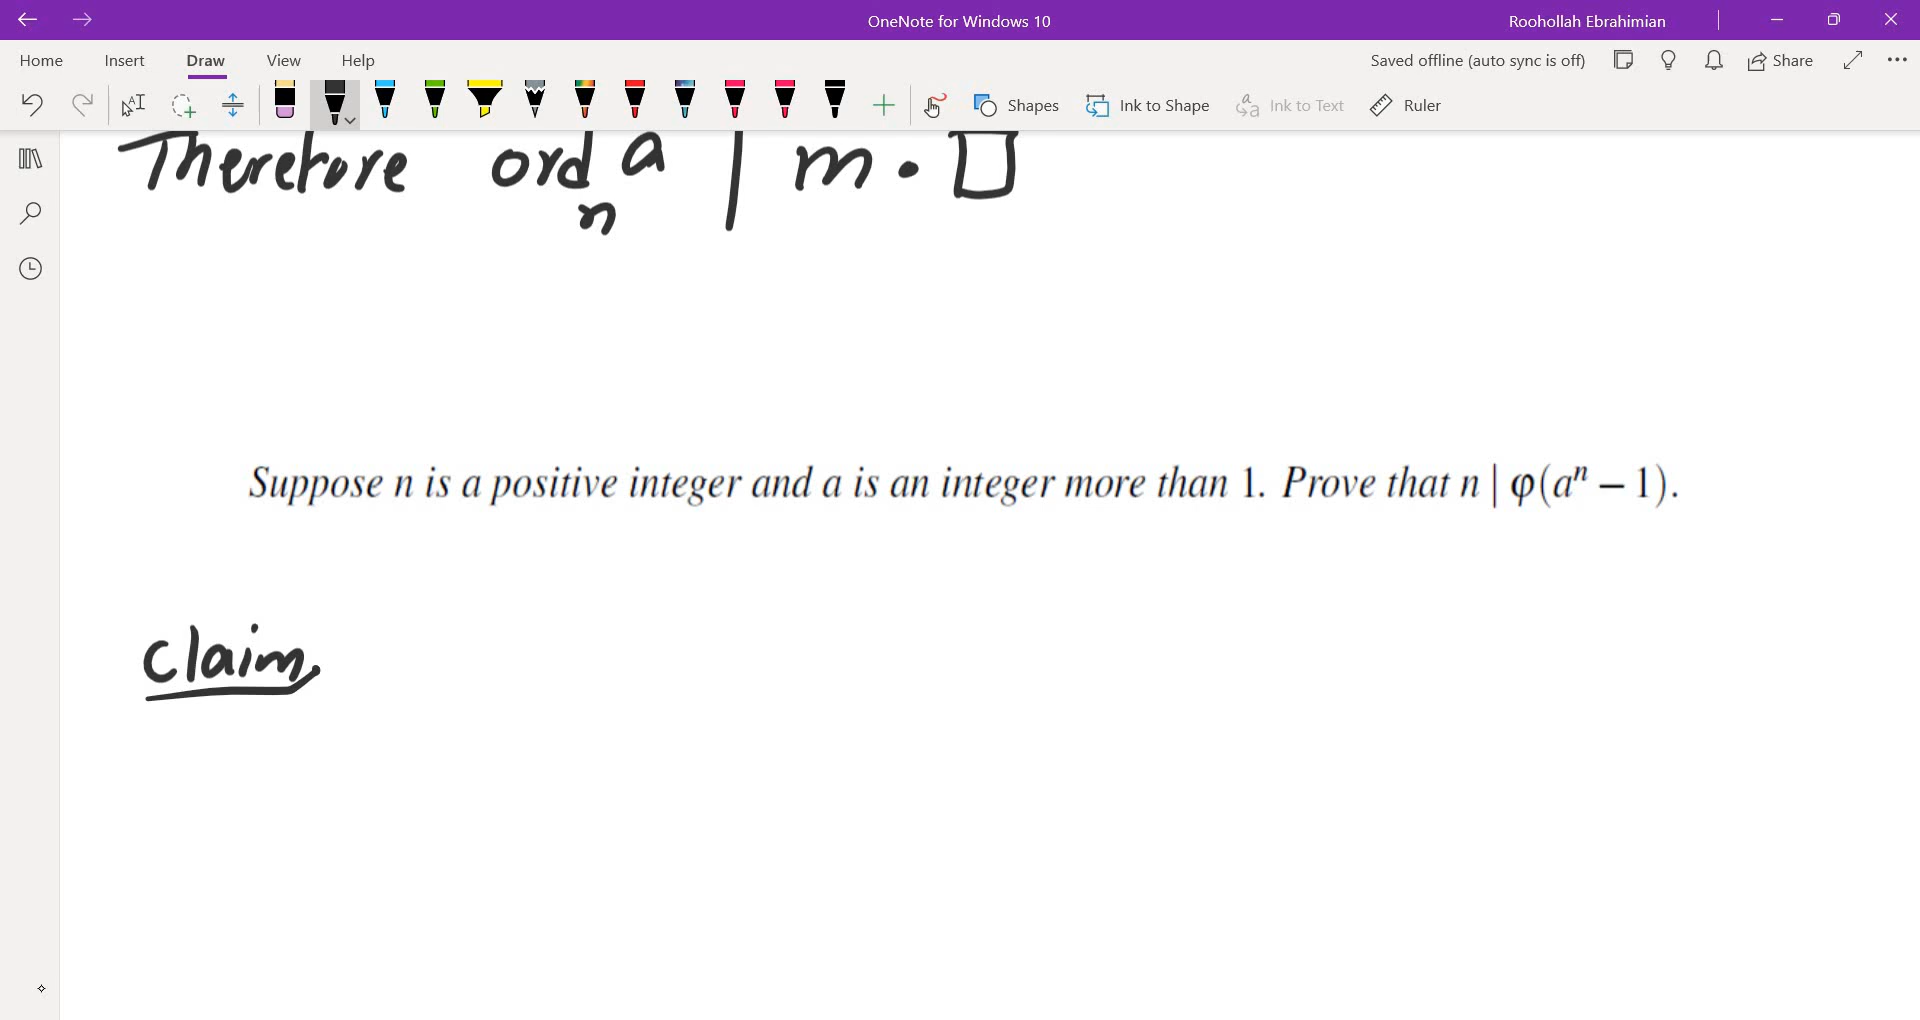 OneNote for Windows 10
Roohollah Ebrahimian
Home Insert Draw View Help
Saved offline (auto sync is off) Share
Shapes Ink to Shape Ink to Text Ruler
Therefore ord_n a | m. □
Suppose n is a positive integer and a is an integer more than 1. Prove that n | φ(aⁿ − 1).
Claim,